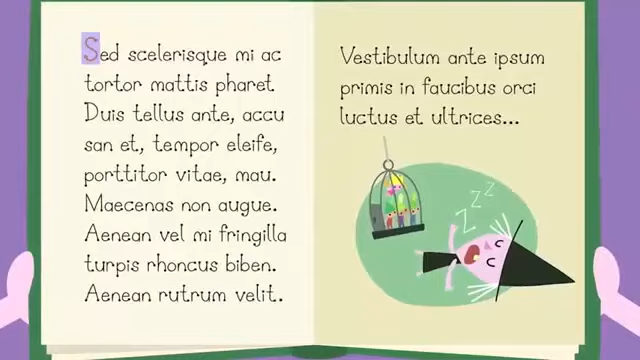 Sed scelerisque mi ac
tortor mattis pharet
Duis tellus ante, accu
san et, tempor eleife,
porttitor vitae, mau.
Maecenas non augue.
Aenean vel mi fringilla
turpis rhoncus biben.
Aenean rutrum velit.
Vestibulum ante ipsum
primis in faucibus orci
luctus et ultrices...
z z z